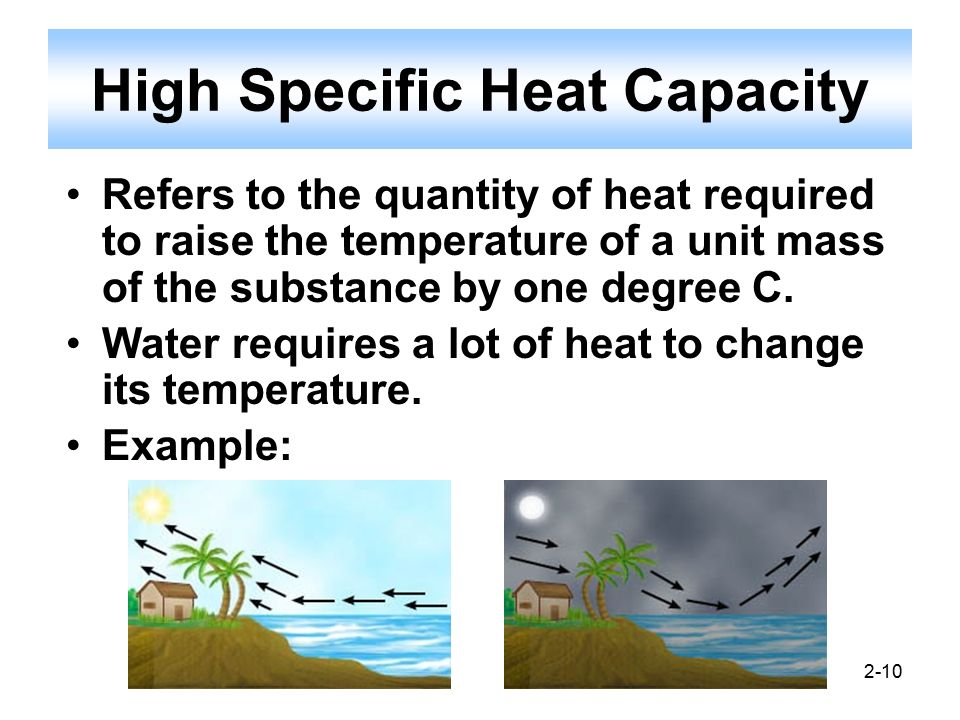 High Specific Heat Capacity
• Refers to the quantity of heat required
to raise the temperature of a unit mass
of the substance by one degree C.
• Water requires a lot of heat to change
its temperature.
• Example:
2-10